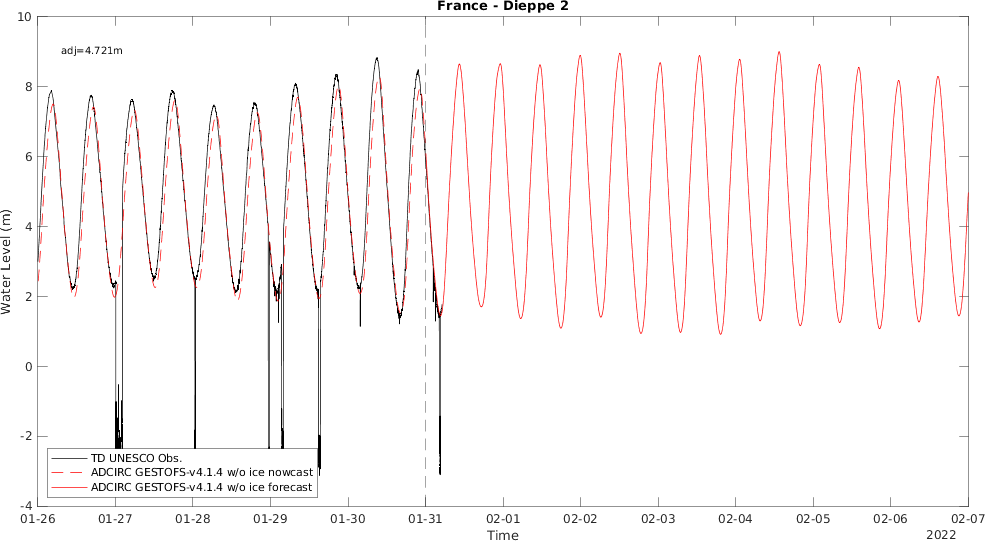 France - Dieppe 2
adj=4.721m
10
8
6
4
2
0
-2
-4
Water Level (m)
TD UNESCO Obs.
ADCIRC GESTOFS-v4.1.4 w/o ice nowcast
ADCIRC GESTOFS-v4.1.4 w/o ice forecast
01-26 01-27 01-28 01-29 01-30 01-31 02-01 02-02 02-03 02-04 02-05 02-06 02-07
Time
2022